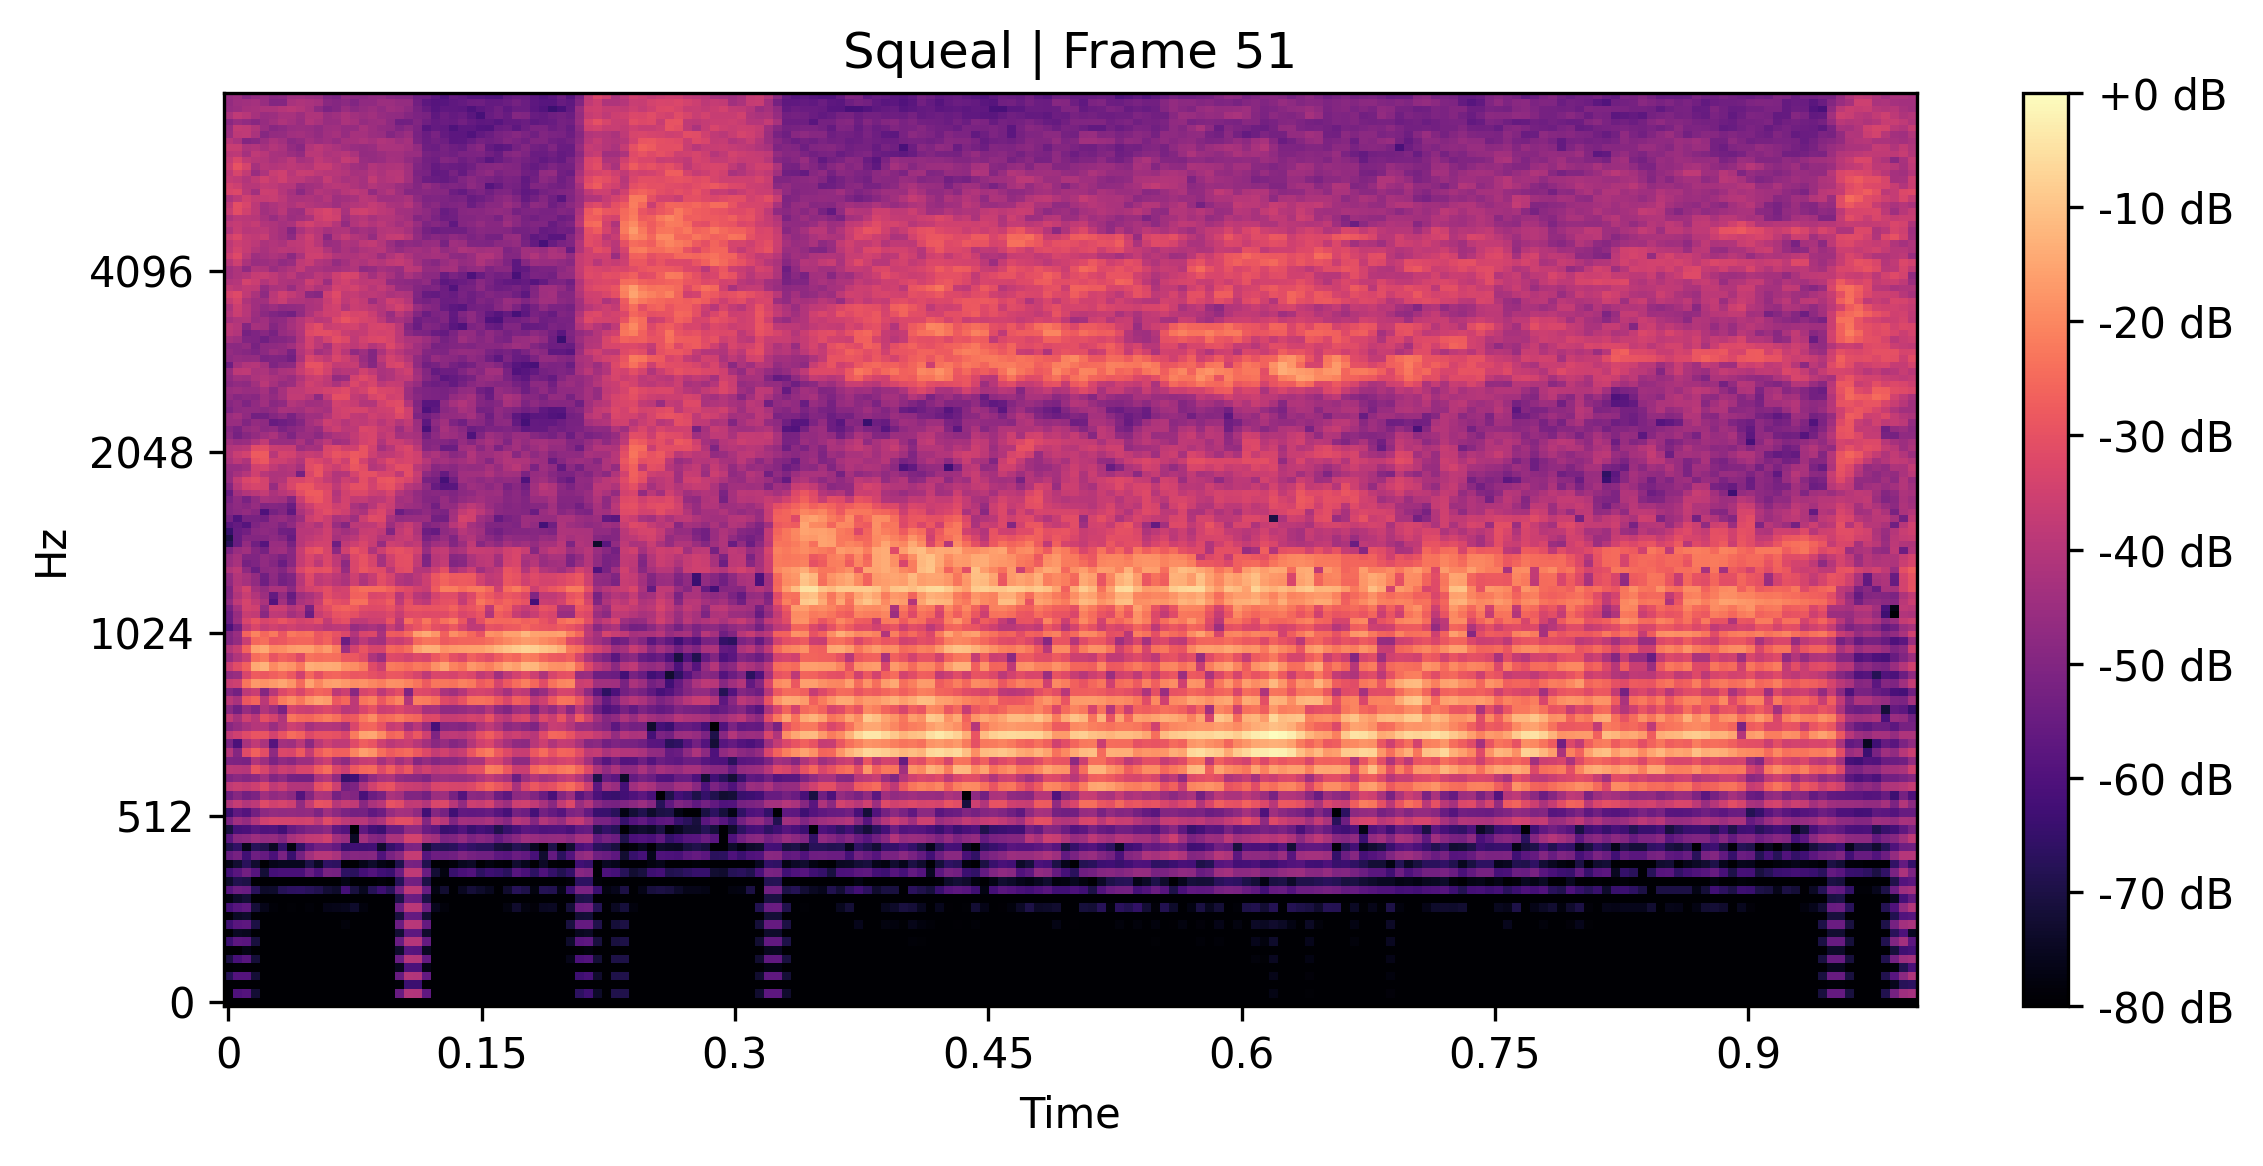 Squeal | Frame 51
Hz
4096
2048
1024
512
0
0 0.15 0.3 0.45 0.6 0.75 0.9
Time
+0 dB
-10 dB
-20 dB
-30 dB
-40 dB
-50 dB
-60 dB
-70 dB
-80 dB